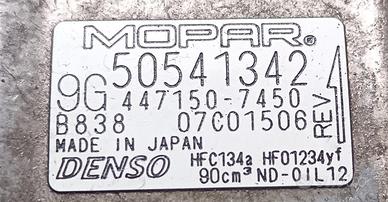 MOPAR®
9G 50541342
447150-7450
B838 07C01506
REV
MADE IN JAPAN
DENSO HFC134a HFO1234yf
90cm³ ND-OIL12